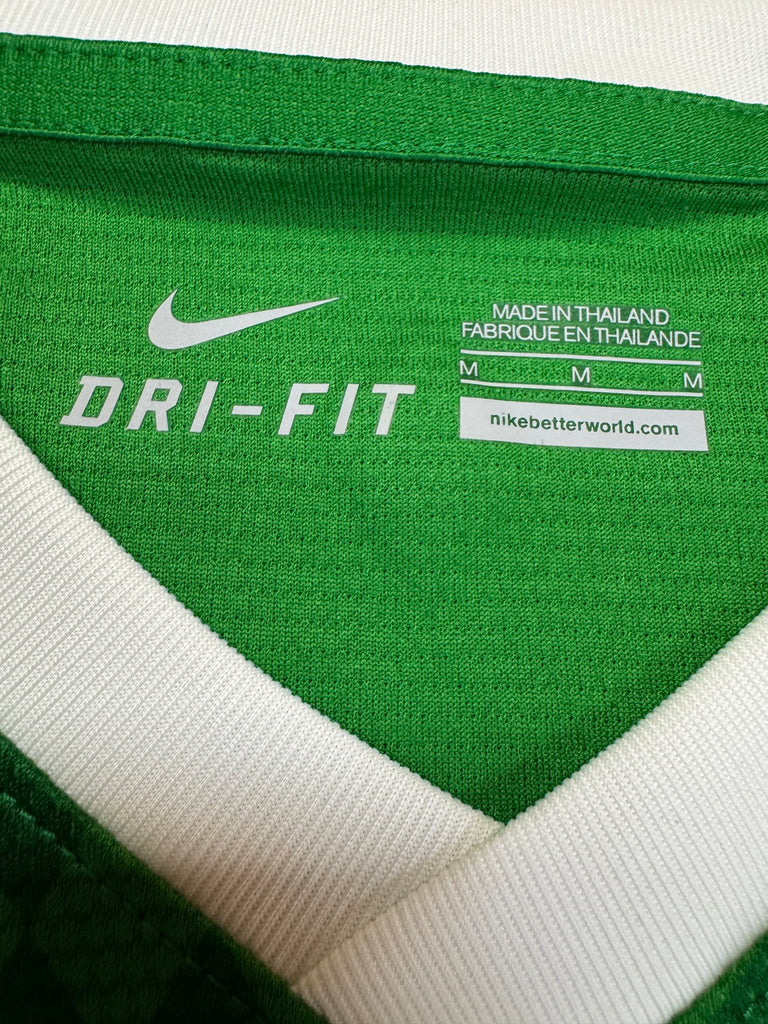 DRI-FIT
MADE IN THAILAND
FABRIQUE EN THAILANDE
M M M
nikebetterworld.com